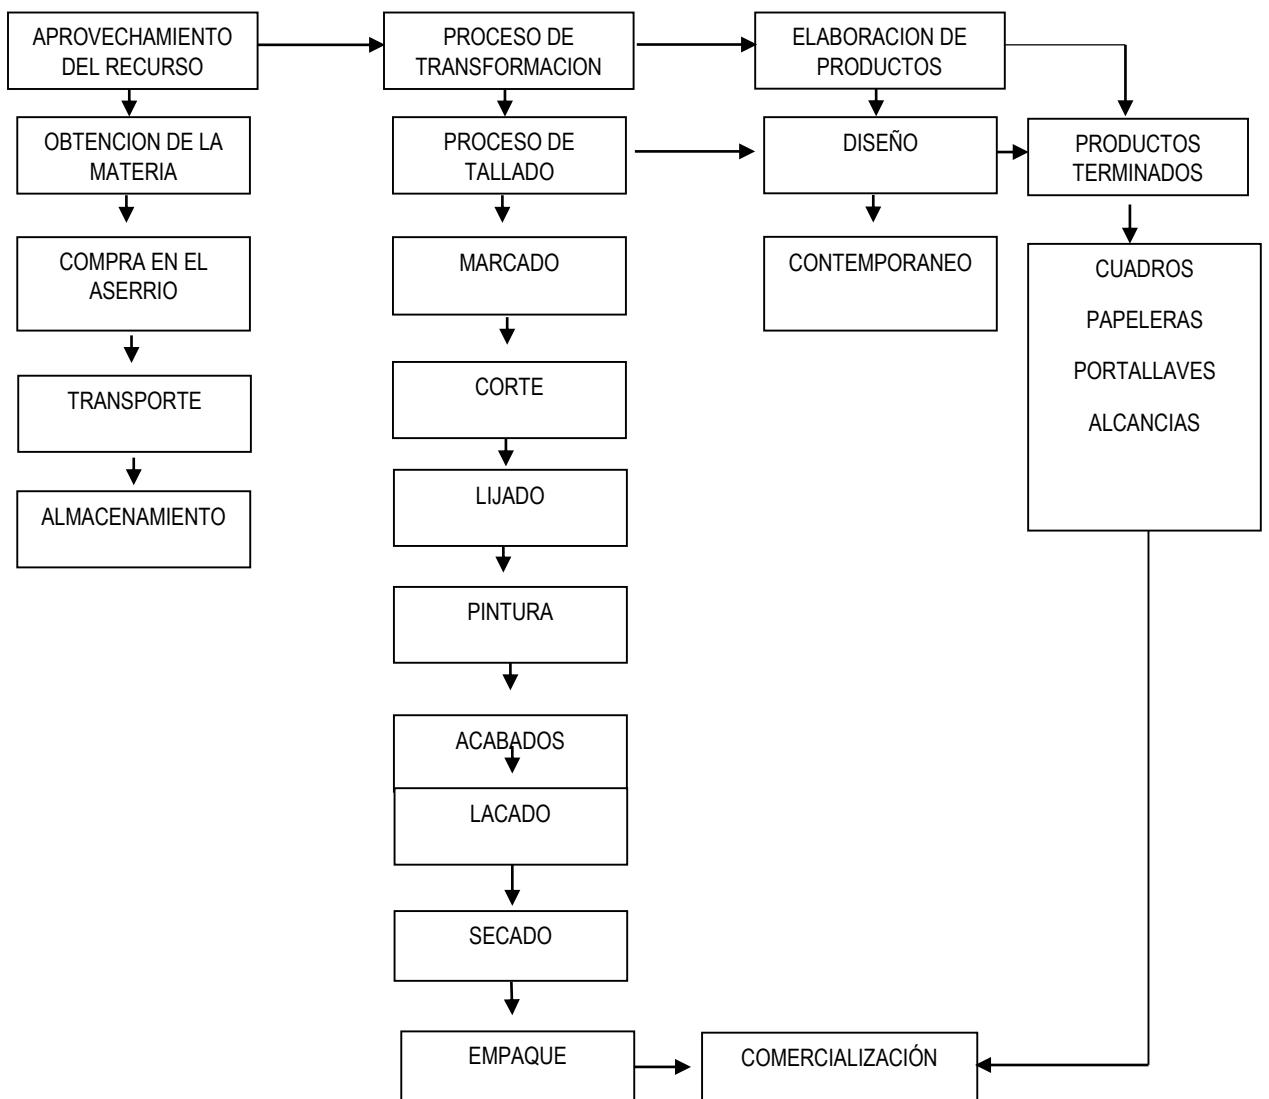 APROVECHAMIENTO
DEL RECURSO
PROCESO DE
TRANSFORMACION
ELABORACION DE
PRODUCTOS
OBTENCION DE LA
MATERIA
PROCESO DE
TALLADO
DISEÑO
PRODUCTOS
TERMINADOS
COMPRA EN EL
ASERRIO
MARCADO
CONTEMPORANEO
CUADROS
PAPELERAS
PORTALLAVES
ALCANCIAS
TRANSPORTE
CORTE
ALMACENAMIENTO
LIJADO
PINTURA
ACABADOS
LACADO
SECADO
EMPAQUE
COMERCIALIZACIÓN